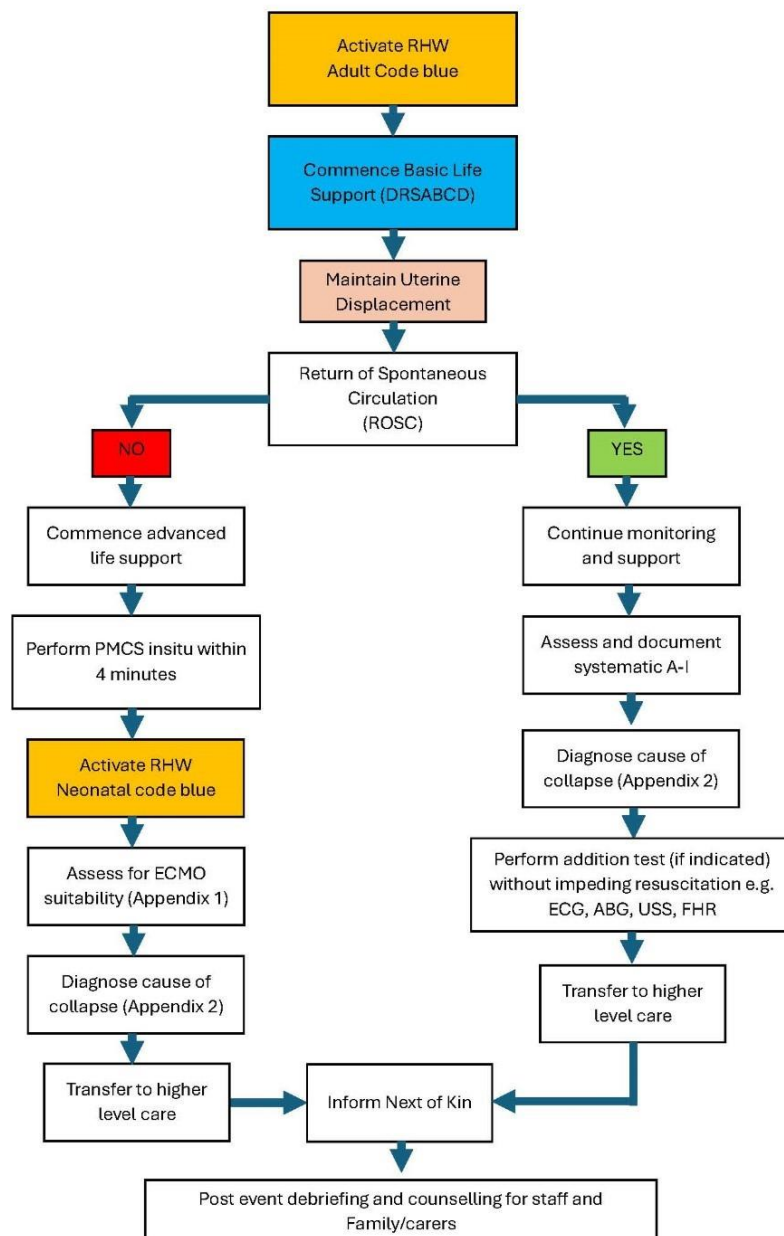 Activate RHW
Adult Code blue
Commence Basic Life
Support (DRSABCD)
Maintain Uterine
Displacement
Return of Spontaneous
Circulation
(ROSC)
NO
YES
Commence advanced
life support
Continue monitoring
and support
Perform PMCS insitu within
4 minutes
Assess and document
systematic A-I
Activate RHW
Neonatal code blue
Diagnose cause of
collapse (Appendix 2)
Assess for ECMO
suitability (Appendix 1)
Perform addition test (if indicated)
without impeding resuscitation e.g.
ECG, ABG, USS, FHR
Diagnose cause of
collapse (Appendix 2)
Transfer to higher
level care
Transfer to higher
level care
Inform Next of Kin
Post event debriefing and counselling for staff and
Family/carers